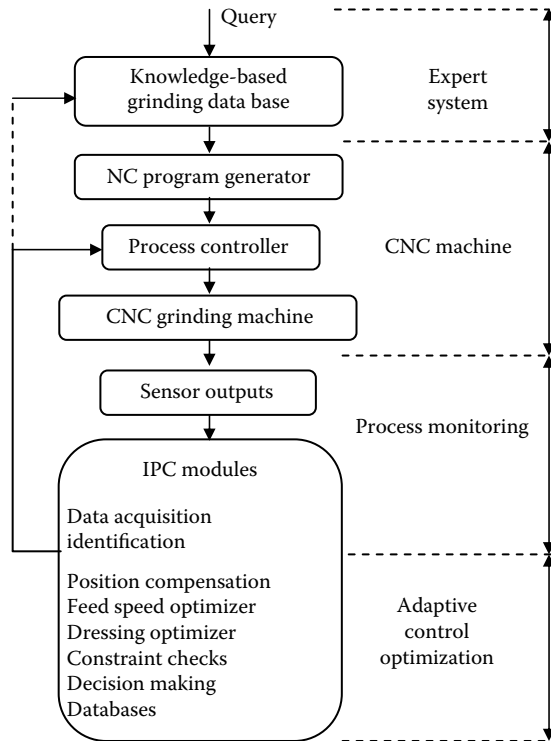 Query
Knowledge-based
grinding data base
Expert
system
NC program generator
Process controller
CNC machine
CNC grinding machine
Sensor outputs
Process monitoring
IPC modules
Data acquisition
identification
Position compensation
Feed speed optimizer
Dressing optimizer
Constraint checks
Decision making
Databases
Adaptive
control
optimization